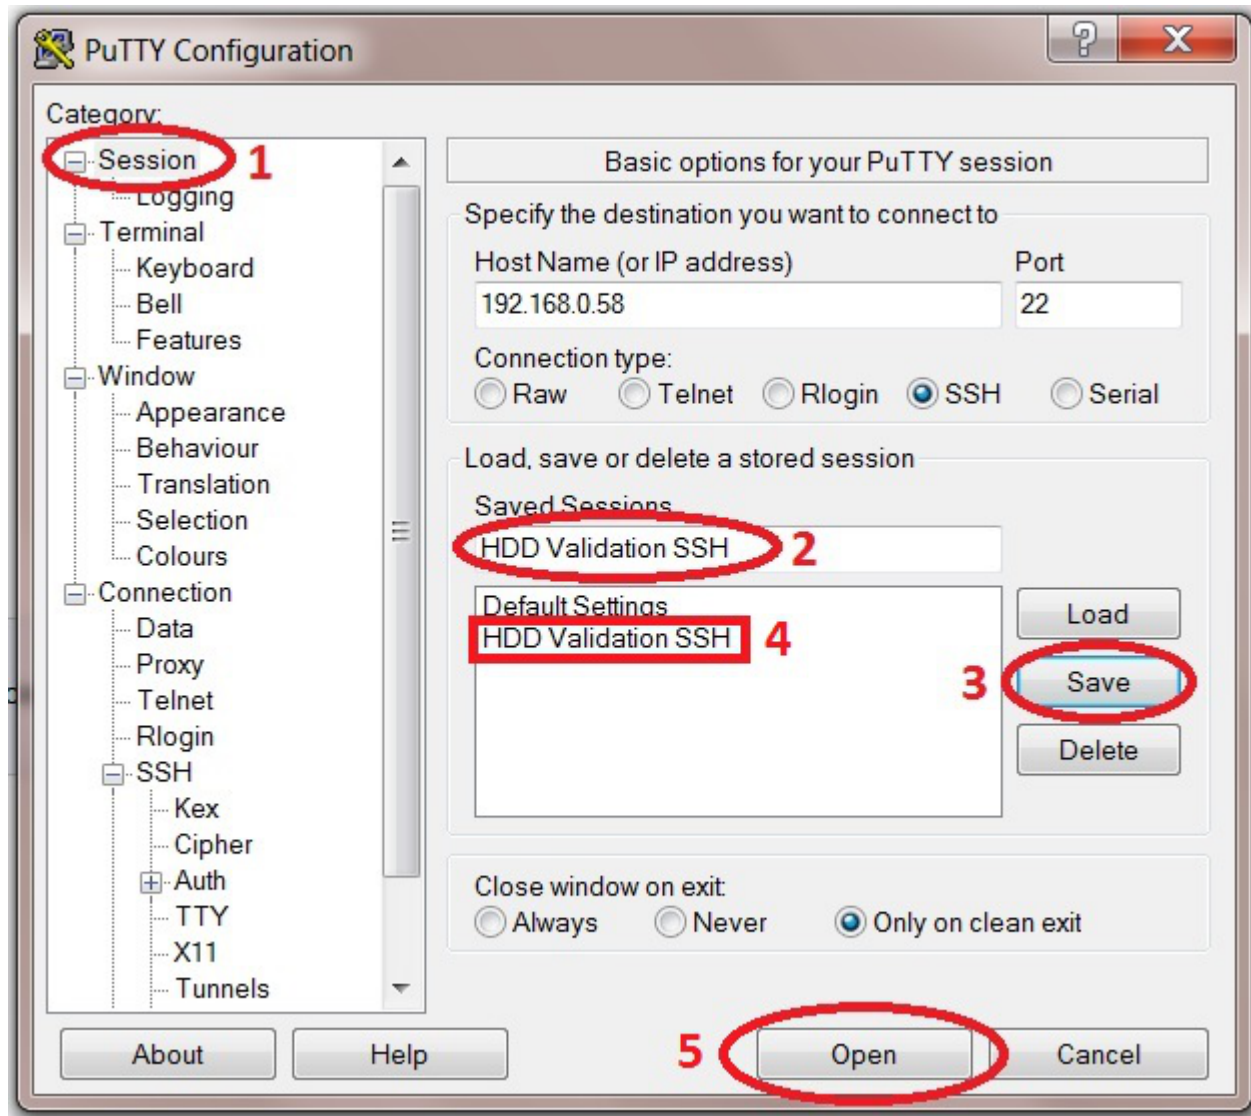 PuTTY Configuration
Category:
Session 1
Logging
Terminal
Keyboard
Bell
Features
Window
Appearance
Behaviour
Translation
Selection
Colours
Connection
Data
Proxy
Telnet
Rlogin
SSH
Kex
Cipher
Auth
TTY
X11
Tunnels
Basic options for your PuTTY session
Specify the destination you want to connect to
Host Name (or IP address) Port
192.168.0.58 22
Connection type:
Raw Telnet Rlogin SSH Serial
Load, save or delete a stored session
Saved Sessions
HDD Validation SSH 2
Default Settings
HDD Validation SSH 4
Load
3 Save
Delete
Close window on exit:
Always Never Only on clean exit
About Help 5 Open Cancel